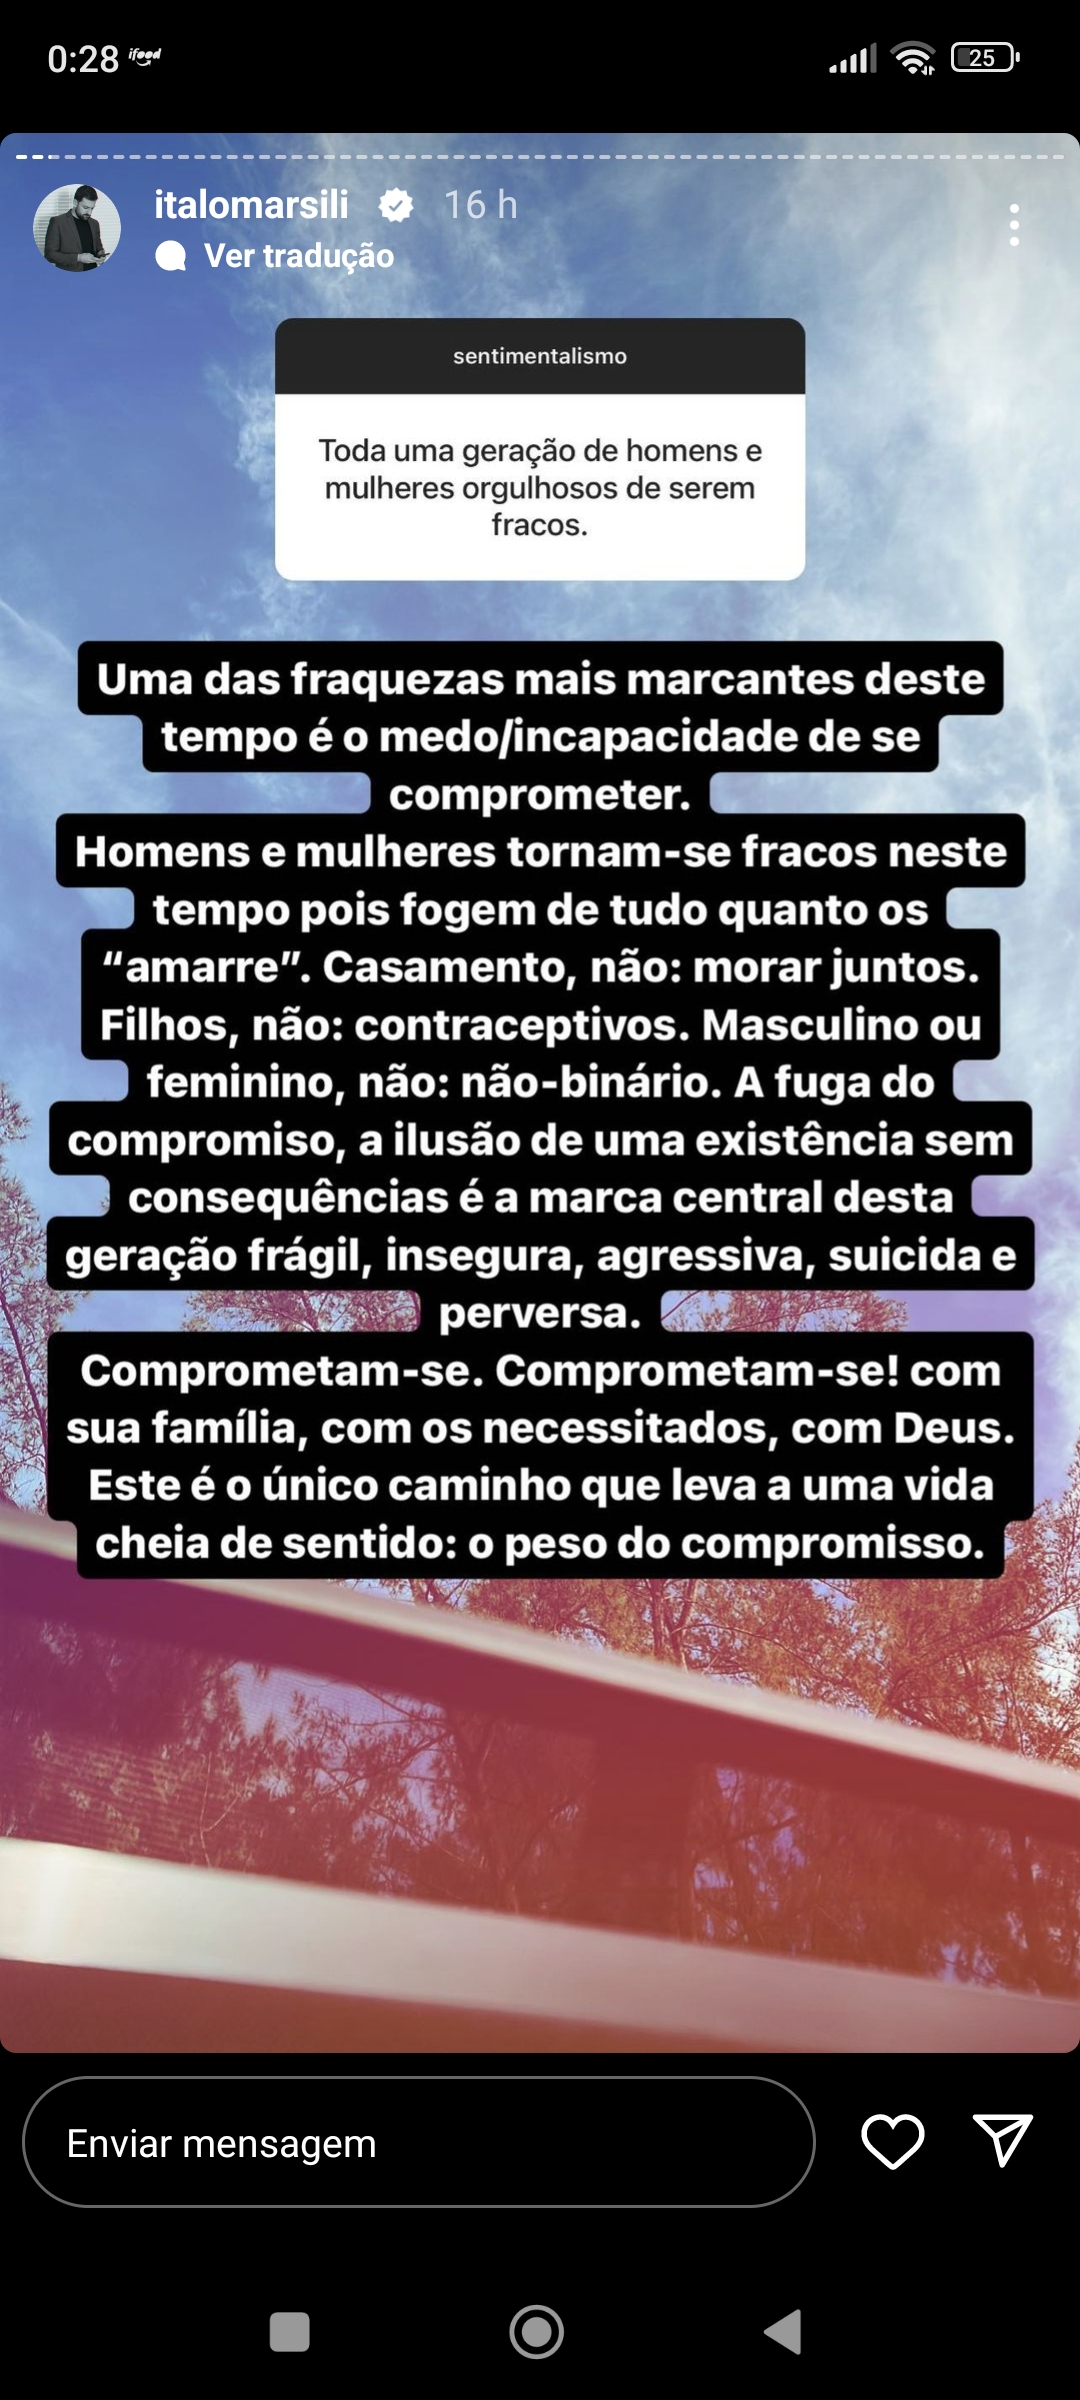 0:28 ifood
25
italomarsili 16 h
Ver tradução
sentimentalismo
Toda uma geração de homens e
mulheres orgulhosos de serem
fracos.
Uma das fraquezas mais marcantes deste
tempo é o medo/incapacidade de se
comprometer.
Homens e mulheres tornam-se fracos neste
tempo pois fogem de tudo quanto os
“amarre”. Casamento, não: morar juntos.
Filhos, não: contraceptivos. Masculino ou
feminino, não: não-binário. A fuga do
compromiso, a ilusão de uma existência sem
consequências é a marca central desta
geração frágil, insegura, agressiva, suicida e
perversa.
Comprometam-se. Comprometam-se! com
sua família, com os necessitados, com Deus.
Este é o único caminho que leva a uma vida
cheia de sentido: o peso do compromisso.
Enviar mensagem